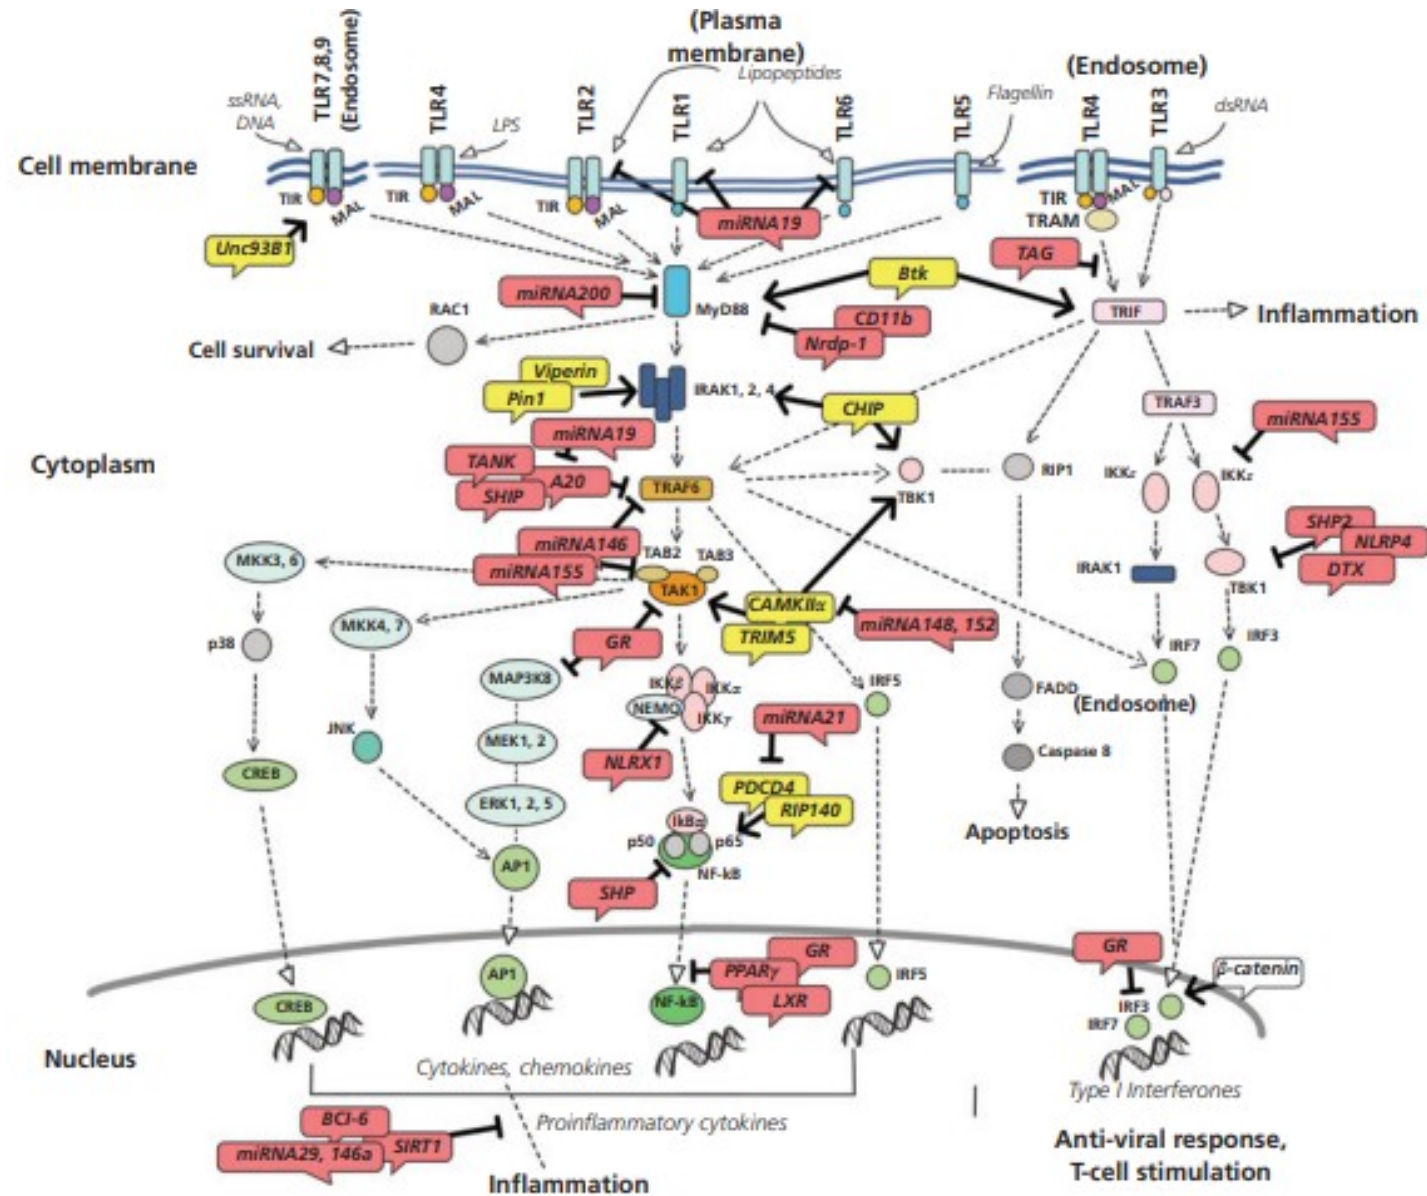 (Plasma
membrane)
(Endosome)
TLR7,8,9
(Endosome)
TLR4
TLR2
TLR1
TLR6
TLR5
TLR4
TLR3
ssRNA,
DNA
LPS
Lipopeptides
Flagellin
dsRNA
Cell membrane
TIR
MAL
TIR
MAL
TIR
MAL
TIR
MAL
TRAM
Unc93B1
miRNA19
TAG
Btk
miRNA200
MyD88
CD11b
Nrdp-1
TRIF
Inflammation
RAC1
Cell survival
Viperin
Pin1
IRAK1, 2, 4
CHIP
TRAF3
miRNA155
miRNA19
Cytoplasm
TANK
A20
SHIP
TRAF6
TBK1
RIP1
IKKε
IKKε
SHP2
NLRP4
DTX
miRNA146
miRNA155
TAB2
TAB3
TAK1
MKK3, 6
IRAK1
TBK1
CAMKIIα
TRIM5
miRNA148, 152
MKK4, 7
p38
GR
IRF7
IRF3
MAP3K8
IKKβ
IKKα
NEMO
IKKγ
IRF5
FADD
(Endosome)
miRNA21
JNK
MEK1, 2
NLRX1
Caspase 8
CREB
PDCD4
RIP140
ERK1, 2, 5
IkBα
p50
p65
NF-kB
Apoptosis
AP1
SHP
GR
PPARγ
LXR
GR
β-catenin
AP1
NF-kB
IRF5
CREB
IRF3
IRF7
Nucleus
Cytokines, chemokines
Type I Interferones
Proinflammatory cytokines
BCl-6
SIRT1
miRNA29, 146a
Inflammation
Anti-viral response,
T-cell stimulation